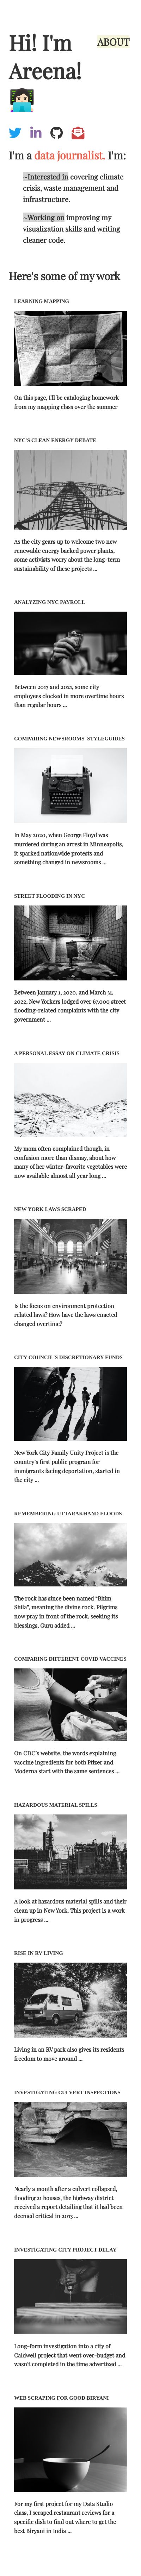 Hi! I'm
Areena!
ABOUT
I'm a data journalist. I'm:
~Interested in covering climate
crisis, waste management and
infrastructure.
~Working on improving my
visualization skills and writing
cleaner code.
Here's some of my work
LEARNING MAPPING
On this page, I'll be cataloging homework
from my mapping class over the summer
NYC'S CLEAN ENERGY DEBATE
As the city gears up to welcome two new
renewable energy backed power plants,
some activists worry about the long-term
sustainability of these projects ...
ANALYZING NYC PAYROLL
Between 2017 and 2021, some city
employees clocked in more overtime hours
than regular hours ...
COMPARING NEWSROOMS' STYLEGUIDES
In May 2020, when George Floyd was
murdered during an arrest in Minneapolis,
it sparked nationwide protests and
something changed in newsrooms ...
STREET FLOODING IN NYC
Between January 1, 2020, and March 31,
2022, New Yorkers lodged over 67,000 street
flooding-related complaints with the city
government ...
A PERSONAL ESSAY ON CLIMATE CRISIS
My mom often complained though, in
confusion more than dismay, about how
many of her winter-favorite vegetables were
now available almost all year long ...
NEW YORK LAWS SCRAPED
Is the focus on environment protection
related laws? How have the laws enacted
changed overtime?
CITY COUNCIL'S DISCRETIONARY FUNDS
New York City Family Unity Project is the
country's first public program for
immigrants facing deportation, started in
the city ...
REMEMBERING UTTARAKHAND FLOODS
The rock has since been named "Bhim
Shila", meaning the divine rock. Pilgrims
now pray in front of the rock, seeking its
blessings, Guru added ...
COMPARING DIFFERENT COVID VACCINES
On CDC's website, the words explaining
vaccine ingredients for both Pfizer and
Moderna start with the same sentences ...
HAZARDOUS MATERIAL SPILLS
A look at hazardous material spills and their
clean up in New York. This project is a work
in progress ...
RISE IN RV LIVING
Living in an RV park also gives its residents
freedom to move around ...
INVESTIGATING CULVERT INSPECTIONS
Nearly a month after a culvert collapsed,
flooding 21 houses, the highway district
received a report detailing that it had been
deemed critical in 2013 ...
INVESTIGATING CITY PROJECT DELAY
Long-form investigation into a city of
Caldwell project that went over-budget and
wasn't completed in the time advertized ...
WEB SCRAPING FOR GOOD BIRYANI
For my first project for my Data Studio
class, I scraped restaurant reviews for a
specific dish to find out where to get the
best Biryani in India ...